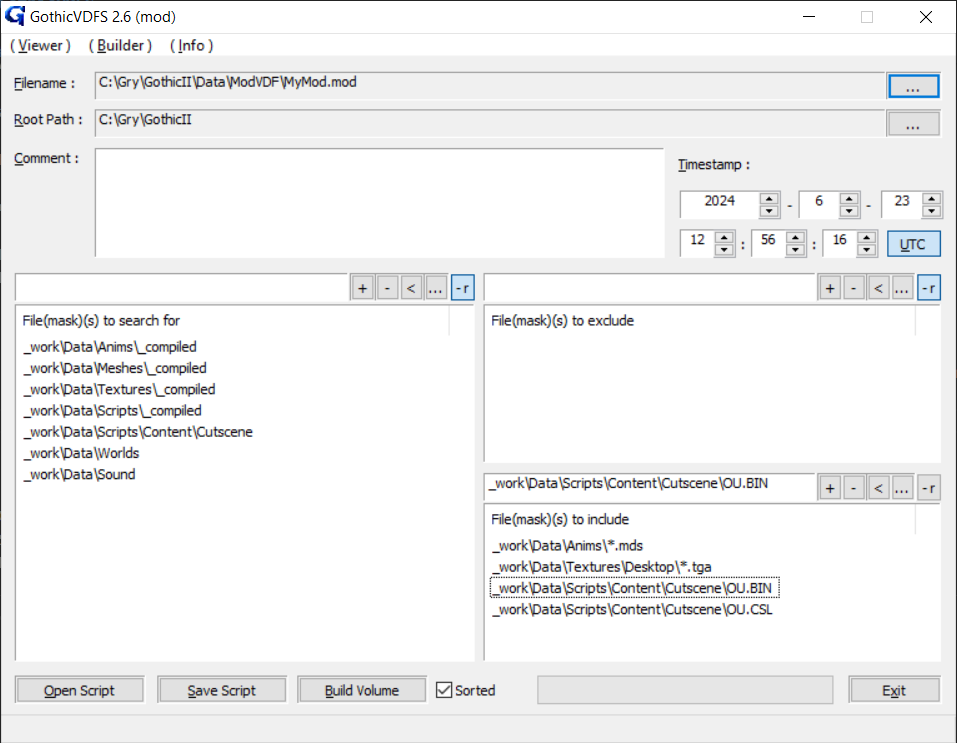 GothicVDFS 2.6 (mod)
( Viewer ) ( Builder ) ( Info )
Filename : C:\Gry\GothicII\Data\ModVDF\MyMod.mod ...
Root Path : C:\Gry\GothicII ...
Comment :
Timestamp :
2024 - 6 - 23
12 : 56 : 16 UTC
+ - < ... -r + - < ... -r
File(mask)(s) to search for
_work\Data\Anims\_compiled
_work\Data\Meshes\_compiled
_work\Data\Textures\_compiled
_work\Data\Scripts\_compiled
_work\Data\Scripts\Content\Cutscene
_work\Data\Worlds
_work\Data\Sound
File(mask)(s) to exclude
_work\Data\Scripts\Content\Cutscene\OU.BIN + - < ... -r
File(mask)(s) to include
_work\Data\Anims\*.mds
_work\Data\Textures\Desktop\*.tga
_work\Data\Scripts\Content\Cutscene\OU.BIN
_work\Data\Scripts\Content\Cutscene\OU.CSL
Open Script Save Script Build Volume Sorted Exit